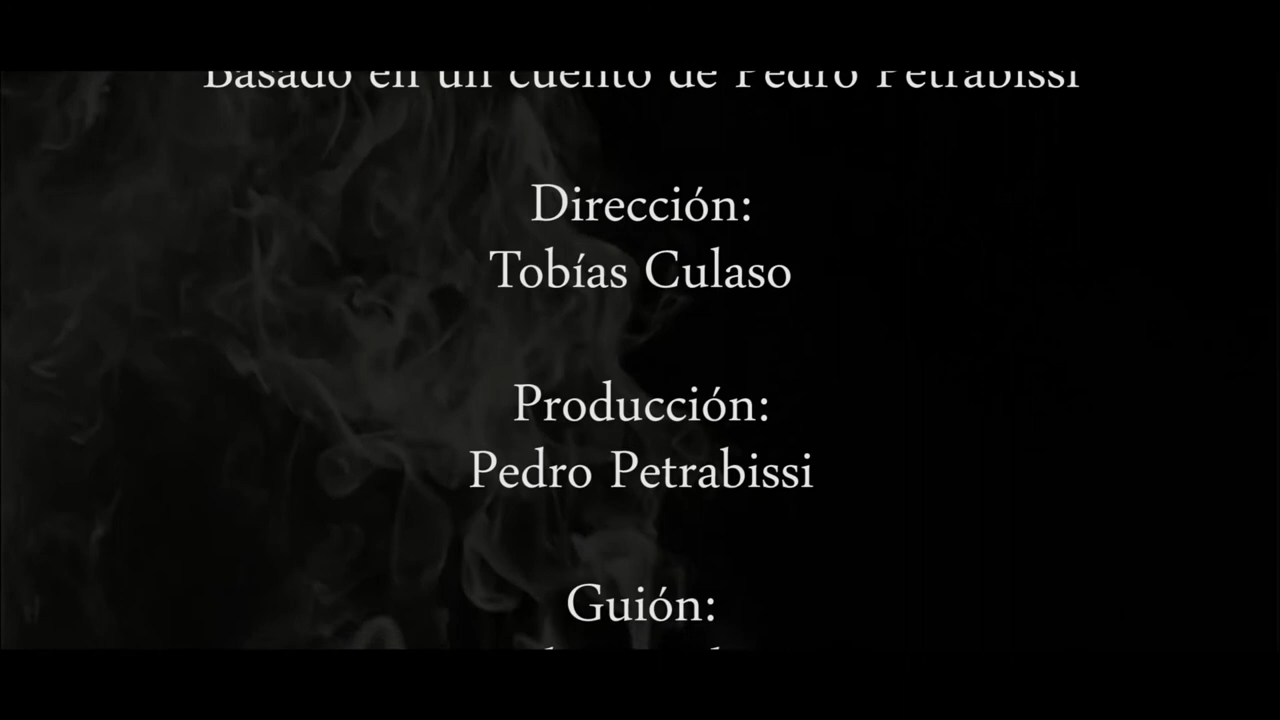 Basado en un cuento de Pedro Petrabissi
Dirección:
Tobías Culaso
Producción:
Pedro Petrabissi
Guión: